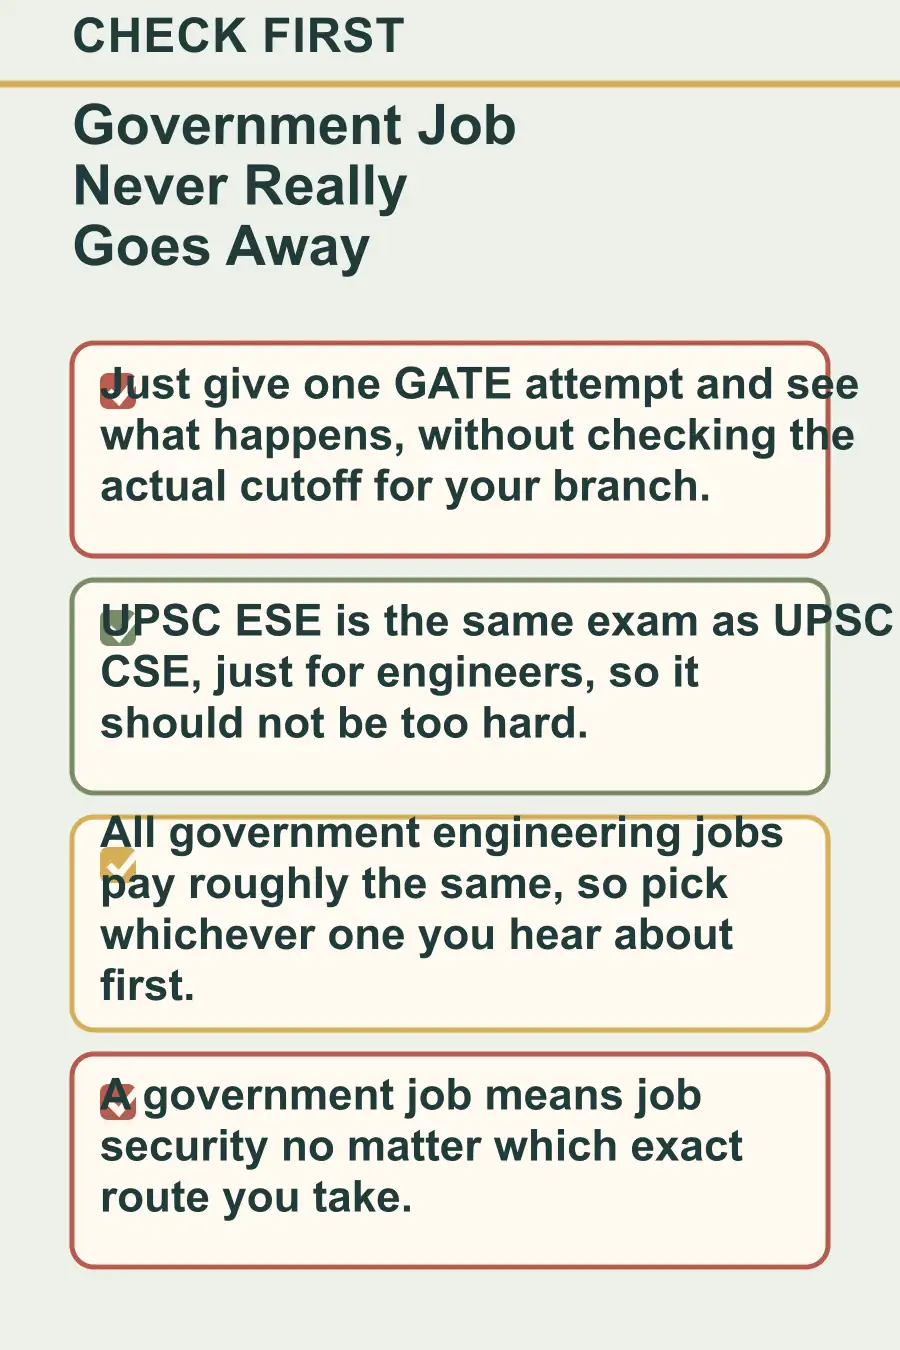 CHECK FIRST
Government Job
Never Really
Goes Away
Just give one GATE attempt and see
what happens, without checking the
actual cutoff for your branch.
UPSC ESE is the same exam as UPSC
CSE, just for engineers, so it
should not be too hard.
All government engineering jobs
pay roughly the same, so pick
whichever one you hear about
first.
A government job means job
security no matter which exact
route you take.